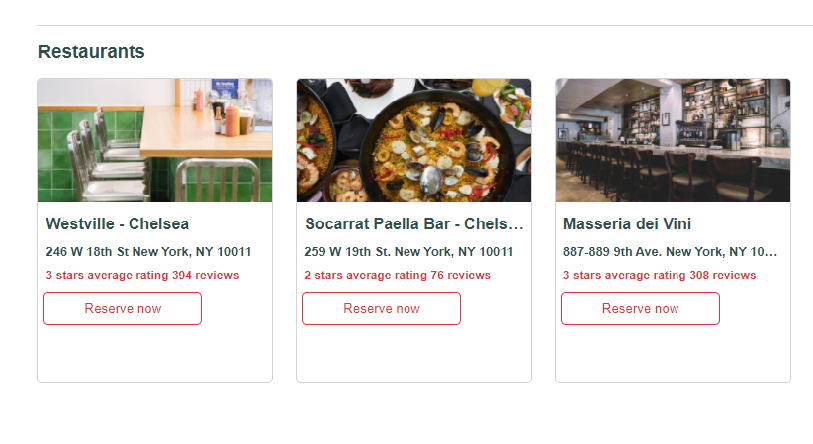 Restaurants
Westville - Chelsea
246 W 18th St New York, NY 10011
3 stars average rating 394 reviews
Reserve now
Socarrat Paella Bar - Chels...
259 W 19th St. New York, NY 10011
2 stars average rating 76 reviews
Reserve now
Masseria dei Vini
887-889 9th Ave. New York, NY 10...
3 stars average rating 308 reviews
Reserve now